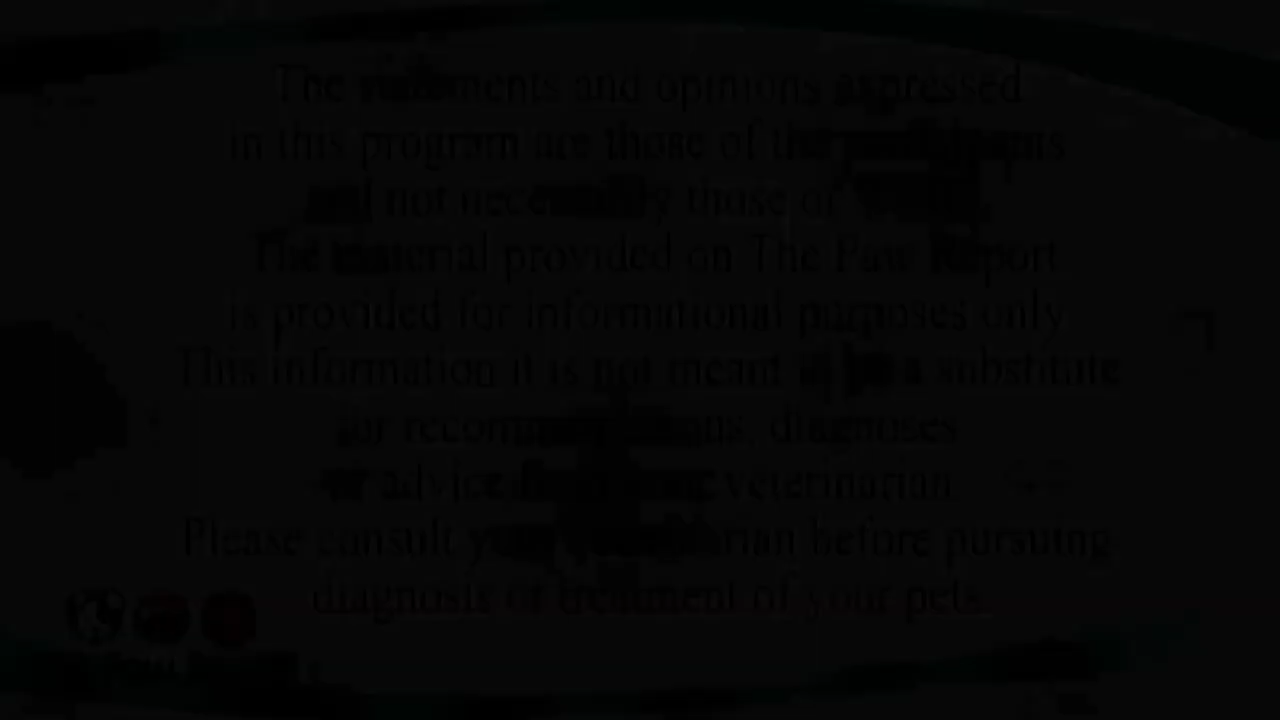 The statements and opinions expressed
in this program are those of the participants
and not necessarily those of
The material provided on The Paw Report
is provided for informational purposes only
This information it is not meant to be a substitute
for recommendations, diagnoses
or advice from your veterinarian
Please consult your veterinarian before pursuing
diagnosis or treatment of your pets